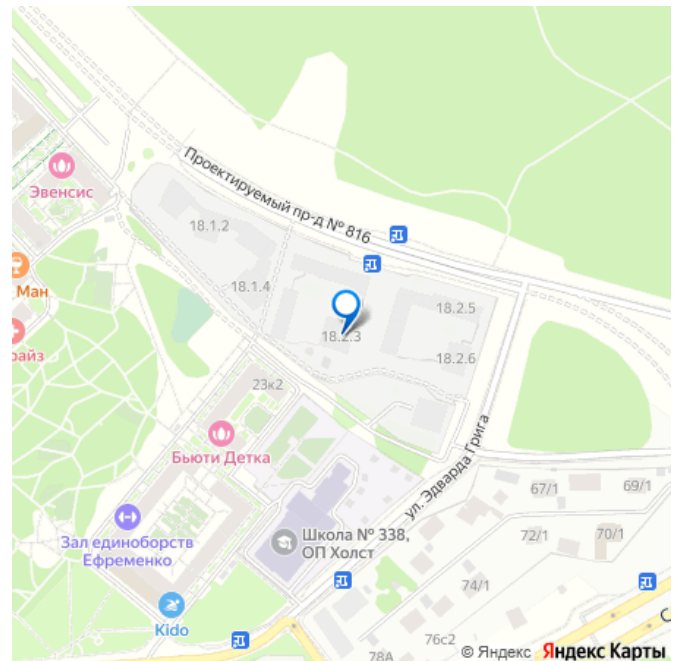 Проектируемый пр-д № 816
Эвенсис
18.1.2
Ман
18.1.4
18.2.5
18.2.3
райз
18.2.6
23к2
Бьюти Детка
ул. Эдварда Грига
67/1
69/1
Зал единоборств
Ефременко
Школа № 338,
ОП Холст
72/1
70/1
74/1
Kido
76с2
78А
С
© Яндекс Яндекс Карты